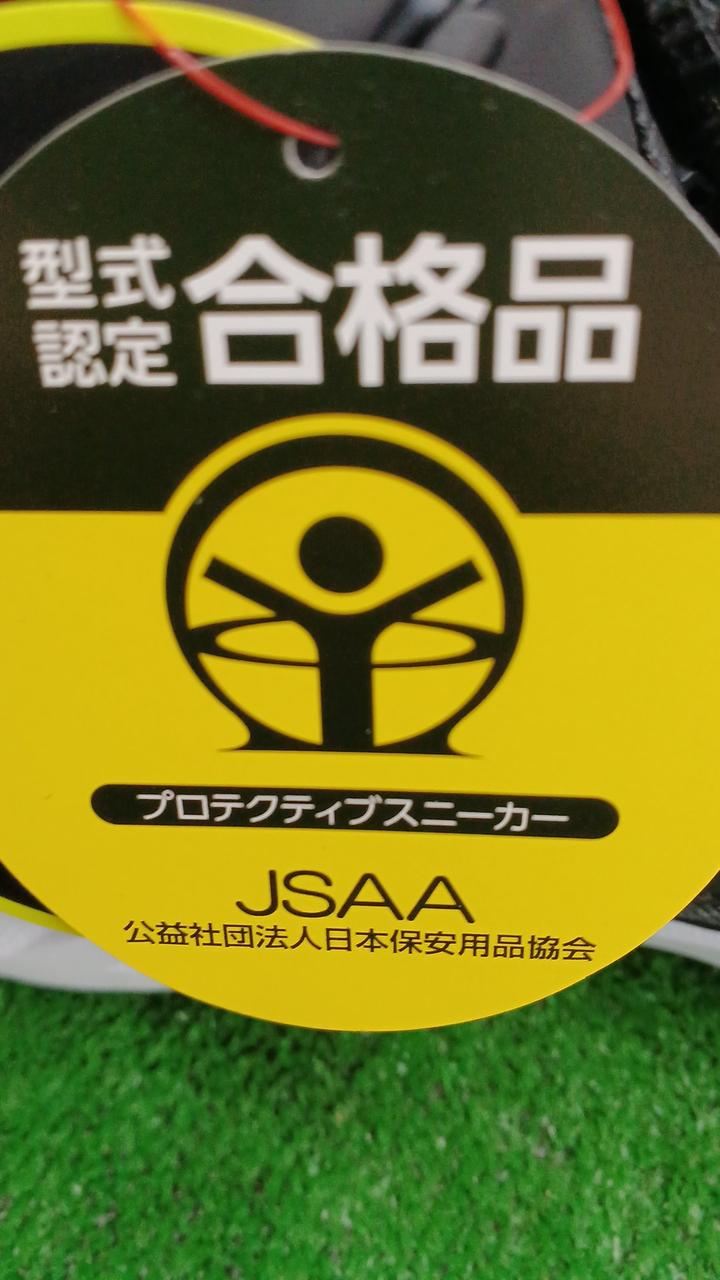 型式
認定
合格品
プロテクティブスニーカー
JSAA
公益社団法人日本保安用品協会